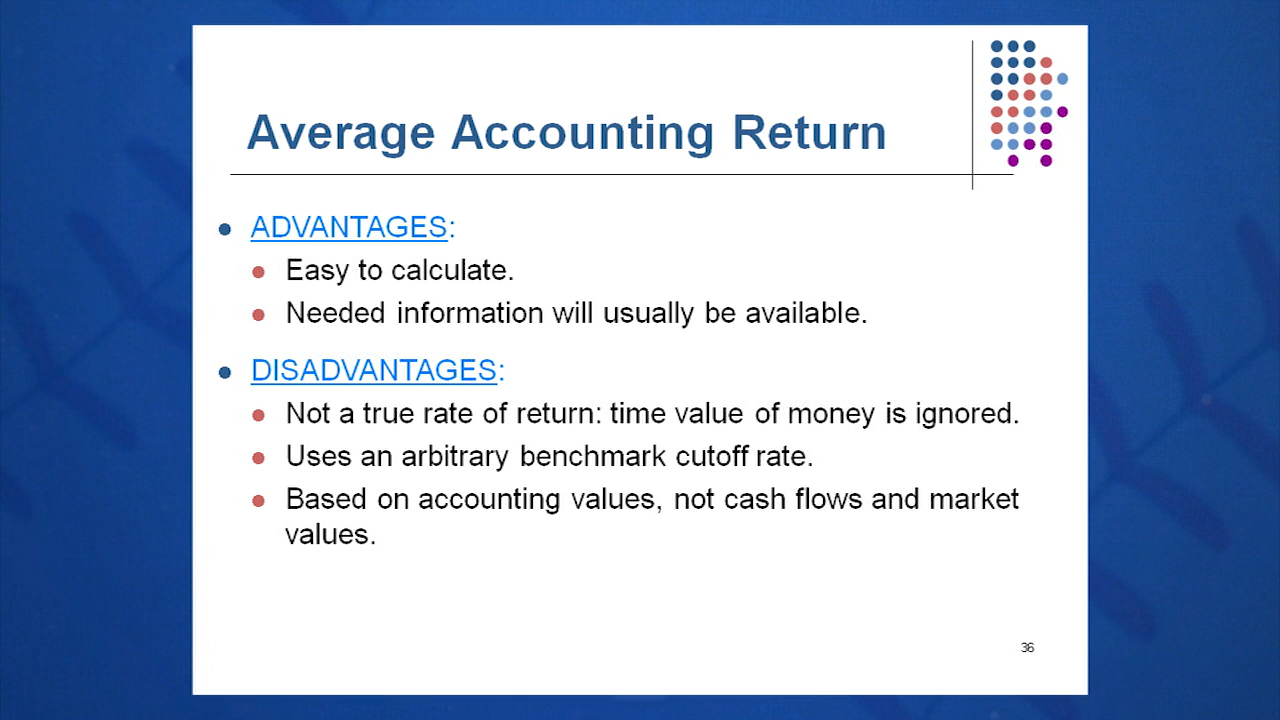 Average Accounting Return
ADVANTAGES:
Easy to calculate.
Needed information will usually be available.
DISADVANTAGES:
Not a true rate of return: time value of money is ignored.
Uses an arbitrary benchmark cutoff rate.
Based on accounting values, not cash flows and market
values.
36